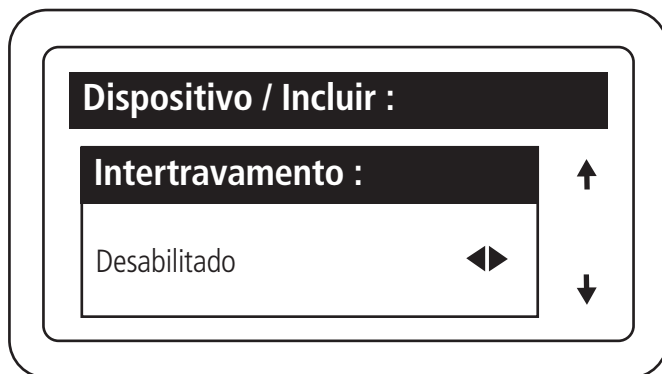 Dispositivo / Incluir :
Intertravamento :
Desabilitado